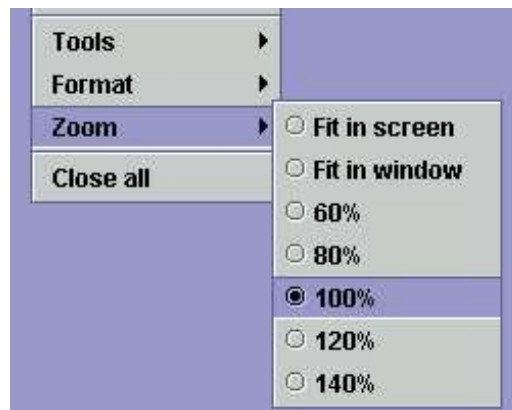 Tools
Format
Zoom
Close all
Fit in screen
Fit in window
60%
80%
100%
120%
140%